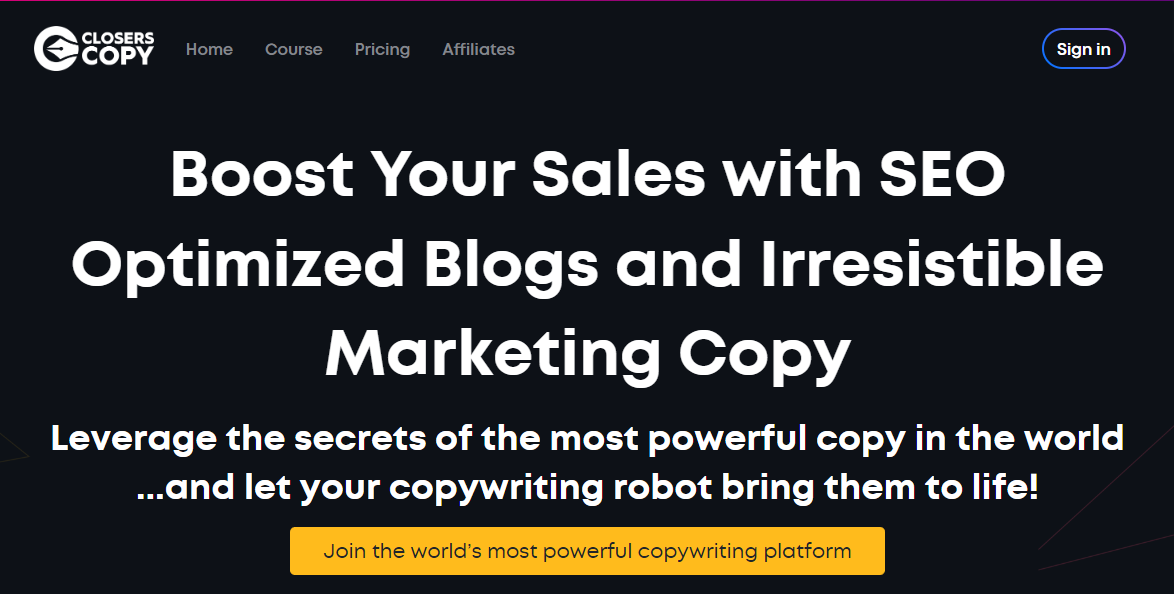 CLOSERS
COPY
Home Course Pricing Affiliates Sign in
Boost Your Sales with SEO
Optimized Blogs and Irresistible
Marketing Copy
Leverage the secrets of the most powerful copy in the world
...and let your copywriting robot bring them to life!
Join the world's most powerful copywriting platform